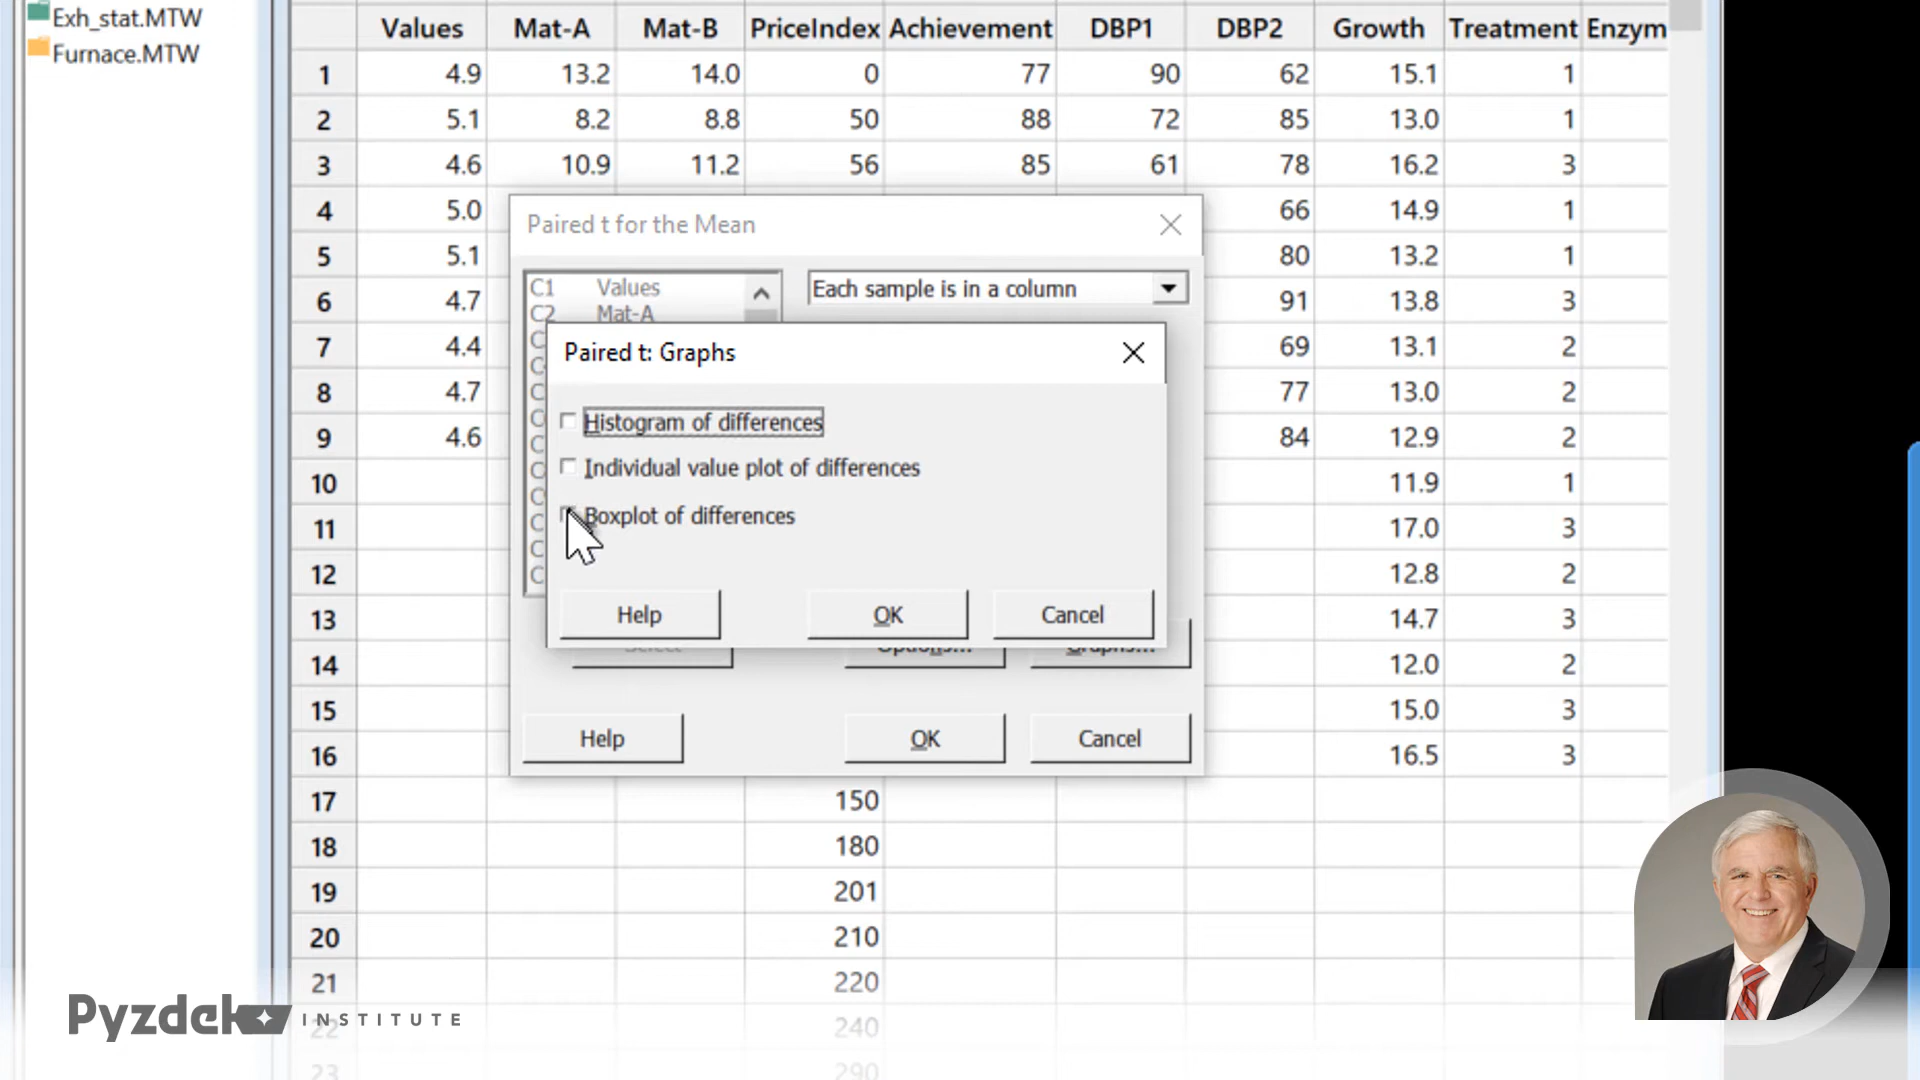 Exh_stat.MTW
Furnace.MTW
Values Mat-A Mat-B PriceIndex Achievement DBP1 DBP2 Growth Treatment Enzym
1 4.9 13.2 14.0 0 77 90 62 15.1 1
2 5.1 8.2 8.8 50 88 72 85 13.0 1
3 4.6 10.9 11.2 56 85 61 78 16.2 3
4 5.0 66 14.9 1
5 5.1 80 13.2 1
6 4.7 91 13.8 3
7 4.4 69 13.1 2
8 4.7 77 13.0 2
9 4.6 84 12.9 2
10 11.9 1
11 17.0 3
12 12.8 2
13 14.7 3
14 12.0 2
15 15.0 3
16 16.5 3
17 150
18 180
19 201
20 210
21 220
22 240
23 290
Paired t for the Mean
C1 Values
C2 Mat-A
Each sample is in a column
Paired t: Graphs
Histogram of differences
Individual value plot of differences
Boxplot of differences
Help OK Cancel
Select Options... Graphs...
Help OK Cancel
Pyzdek INSTITUTE